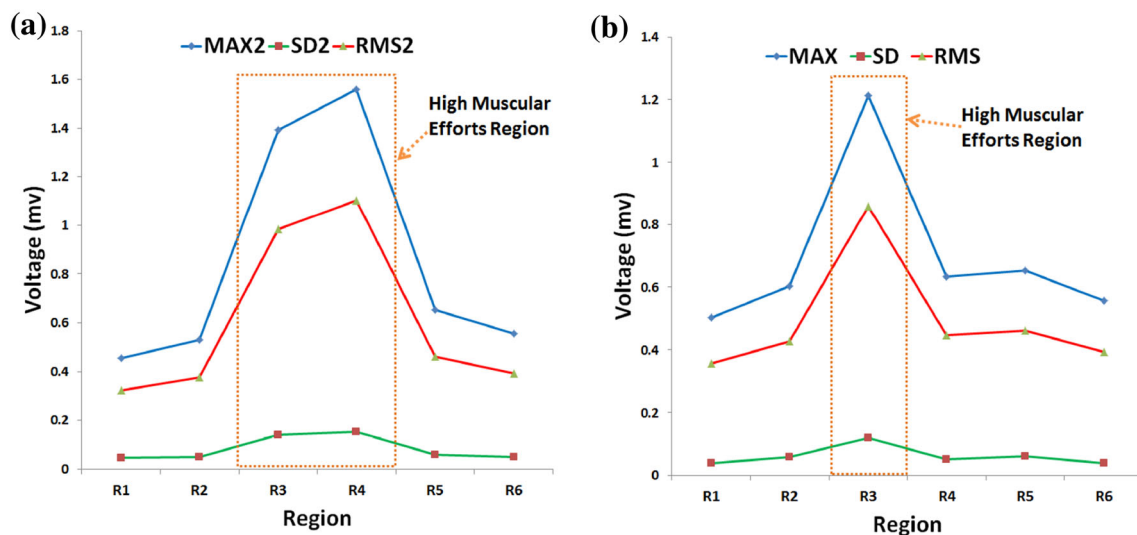 (a)
1.8
1.6
1.4
1.2
1
0.8
0.6
0.4
0.2
0
Voltage (mv)
MAX2 SD2 RMS2
High Muscular
Efforts Region
R1 R2 R3 R4 R5 R6
Region
(b)
1.4
1.2
1
0.8
0.6
0.4
0.2
0
Voltage (mv)
MAX SD RMS
High Muscular
Efforts Region
R1 R2 R3 R4 R5 R6
Region